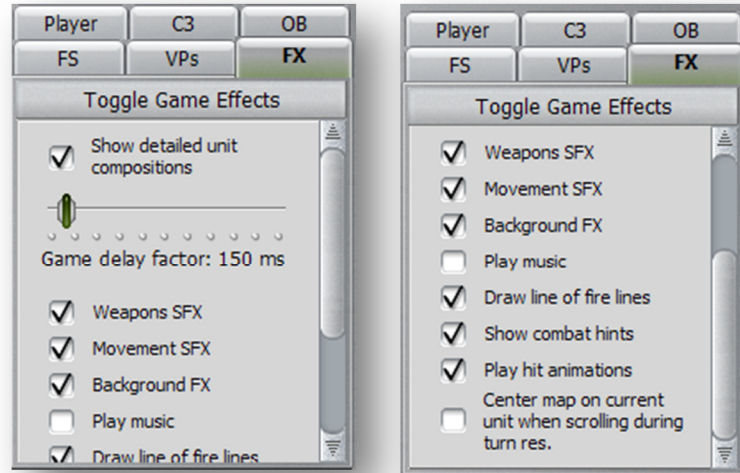 Player C3 OB
FS VPs FX
Toggle Game Effects
Show detailed unit
compositions
Game delay factor: 150 ms
Weapons SFX
Movement SFX
Background FX
Play music
Draw line of fire lines
Player C3 OB
FS VPs FX
Toggle Game Effects
Weapons SFX
Movement SFX
Background FX
Play music
Draw line of fire lines
Show combat hints
Play hit animations
Center map on current
unit when scrolling during
turn res.